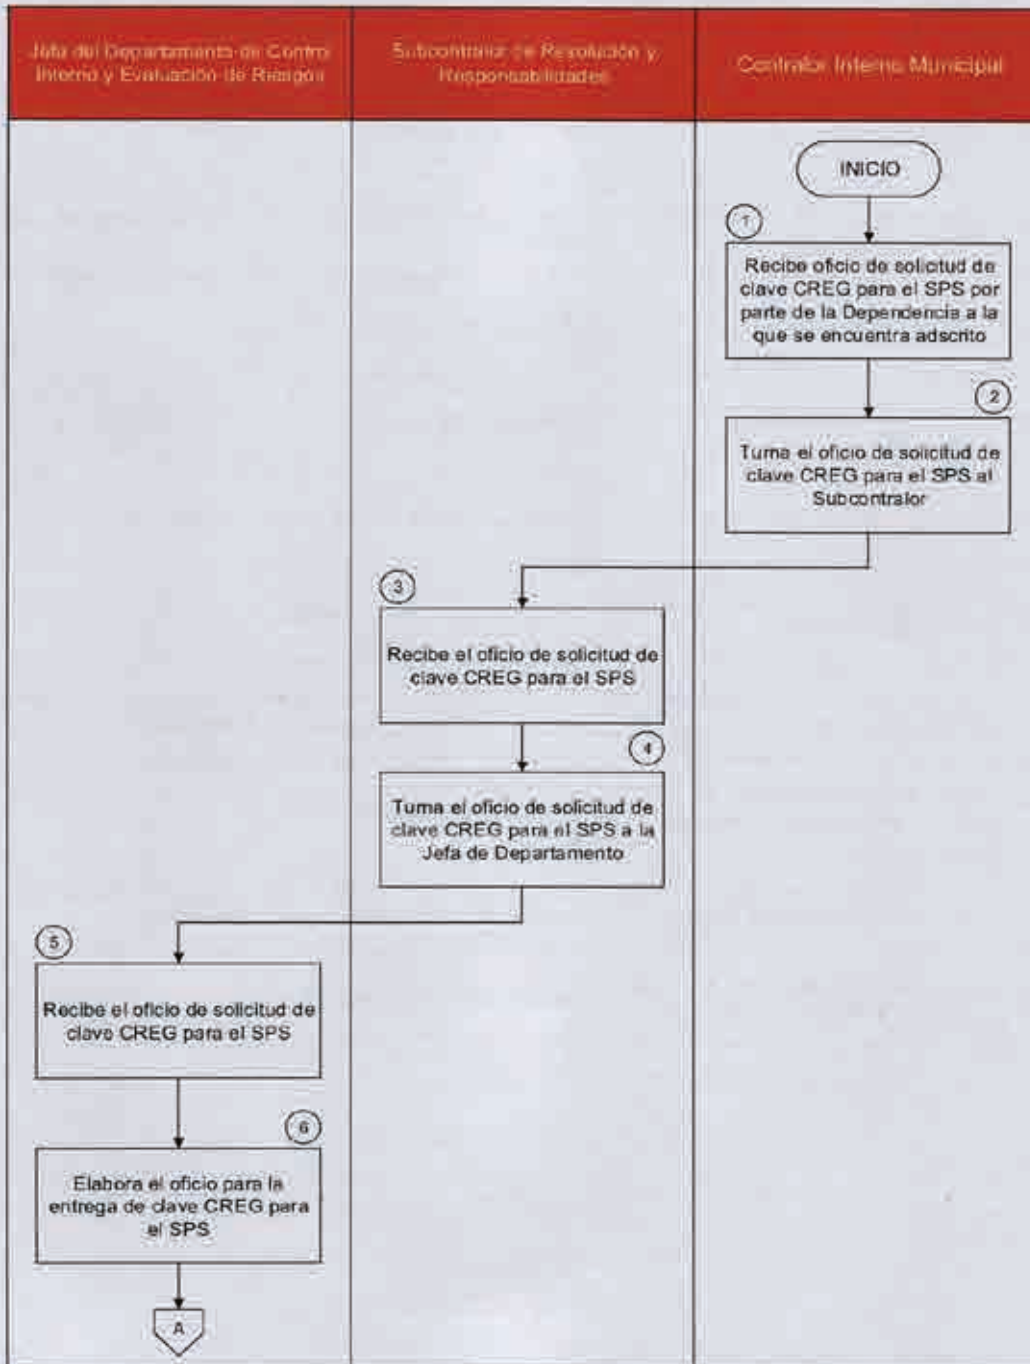 Jefa del Departamento de Control
Interno y Evaluación de Riesgos
Subcontralor de Resolución y
Responsabilidades
Contralor Interno Municipal
INICIO
1
Recibe oficio de solicitud de
clave CREG para el SPS por
parte de la Dependencia a la
que se encuentra adscrito
2
Turna el oficio de solicitud de
clave CREG para el SPS al
Subcontralor
3
Recibe el oficio de solicitud de
clave CREG para el SPS
4
Turna el oficio de solicitud de
clave CREG para el SPS a la
Jefa de Departamento
5
Recibe el oficio de solicitud de
clave CREG para el SPS
6
Elabora el oficio para la
entrega de clave CREG para
el SPS
A